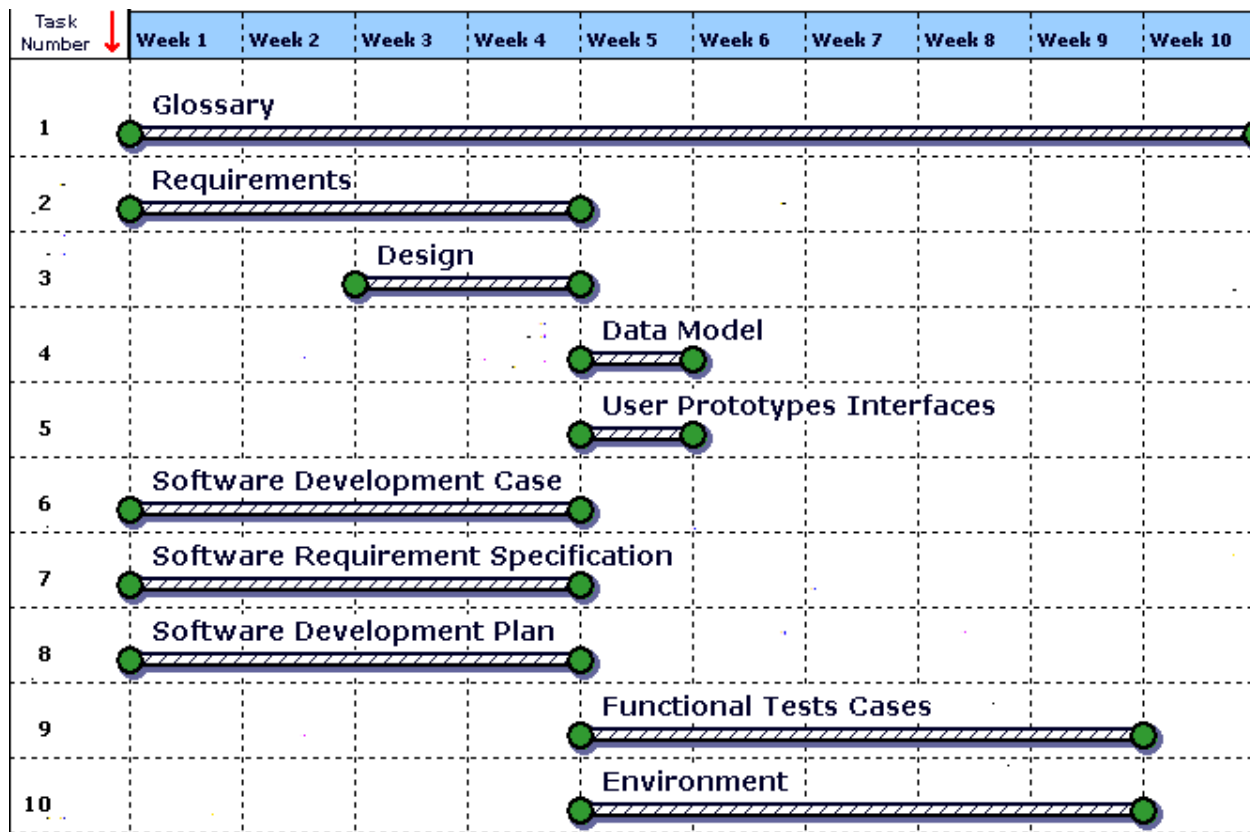 Task
Number
Week 1 Week 2 Week 3 Week 4 Week 5 Week 6 Week 7 Week 8 Week 9 Week 10
Glossary
1
Requirements
2
Design
3
Data Model
4
User Prototypes Interfaces
5
Software Development Case
6
Software Requirement Specification
7
Software Development Plan
8
Functional Tests Cases
9
Environment
10